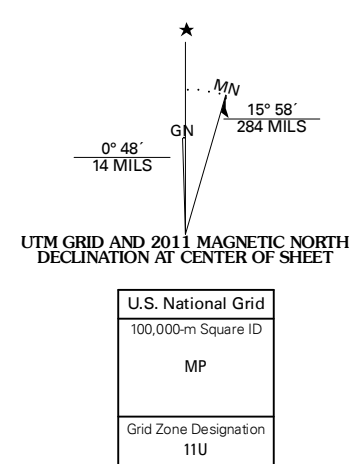 MN
GN
15° 58´
284 MILS
0° 48´
14 MILS
UTM GRID AND 2011 MAGNETIC NORTH
DECLINATION AT CENTER OF SHEET
U.S. National Grid
100,000-m Square ID
MP
Grid Zone Designation
11U